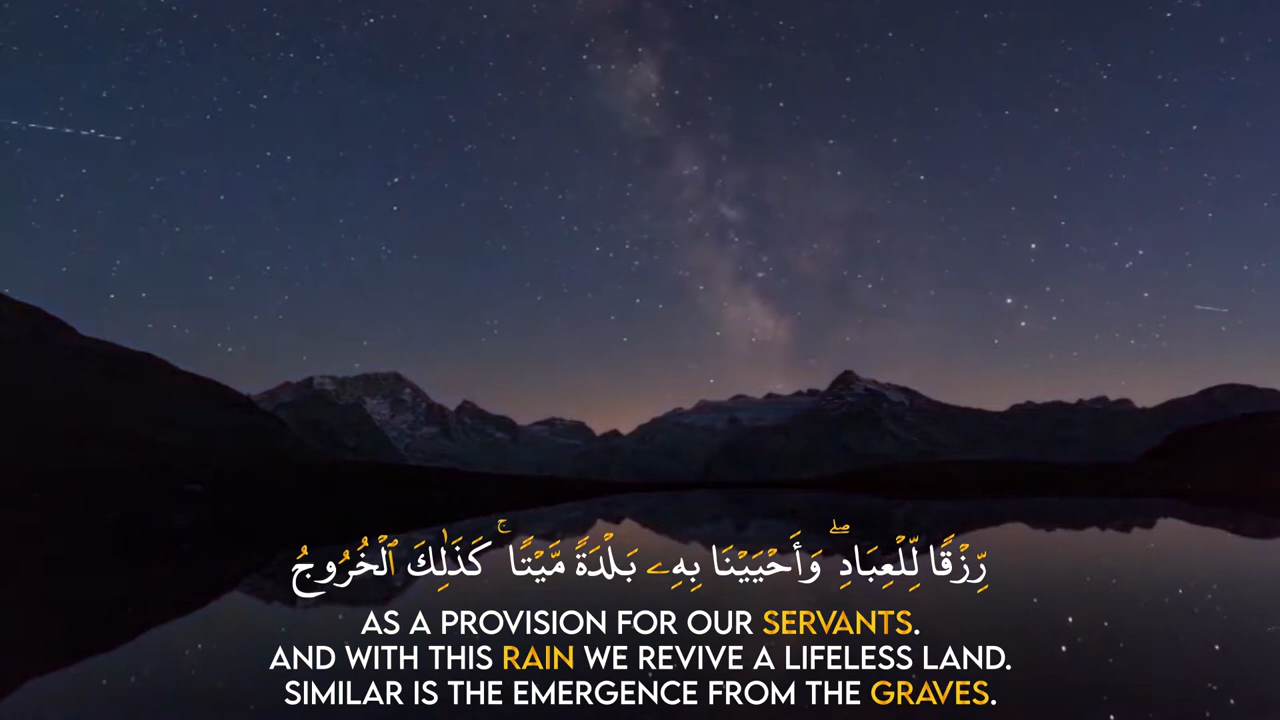 رِّزْقًا لِّلْعِبَادِ ۖ وَأَحْيَيْنَا بِهِۦ بَلْدَةً مَّيْتًا ۚ كَذَٰلِكَ ٱلْخُرُوجُ
AS A PROVISION FOR OUR SERVANTS.
AND WITH THIS RAIN WE REVIVE A LIFELESS LAND.
SIMILAR IS THE EMERGENCE FROM THE GRAVES.